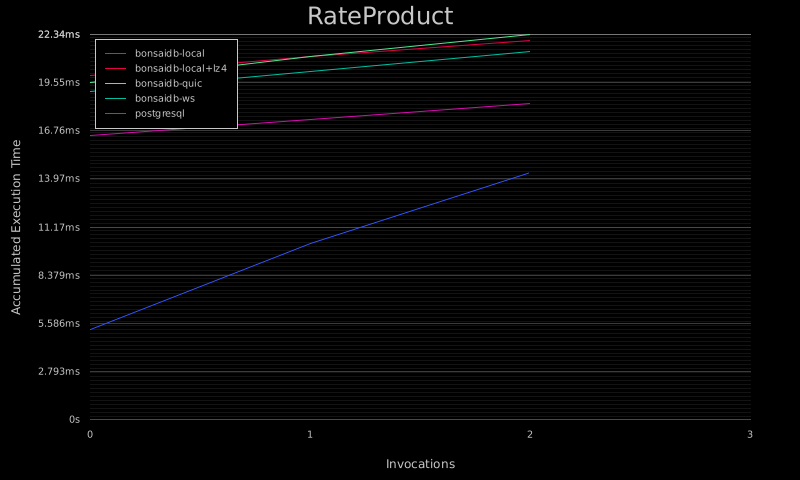 RateProduct
22.34ms
19.55ms
16.76ms
13.97ms
11.17ms
8.379ms
5.586ms
2.793ms
0s
bonsaidb-local
bonsaidb-local+lz4
bonsaidb-quic
bonsaidb-ws
postgresql
Accumulated Execution Time
0 1 2 3
Invocations